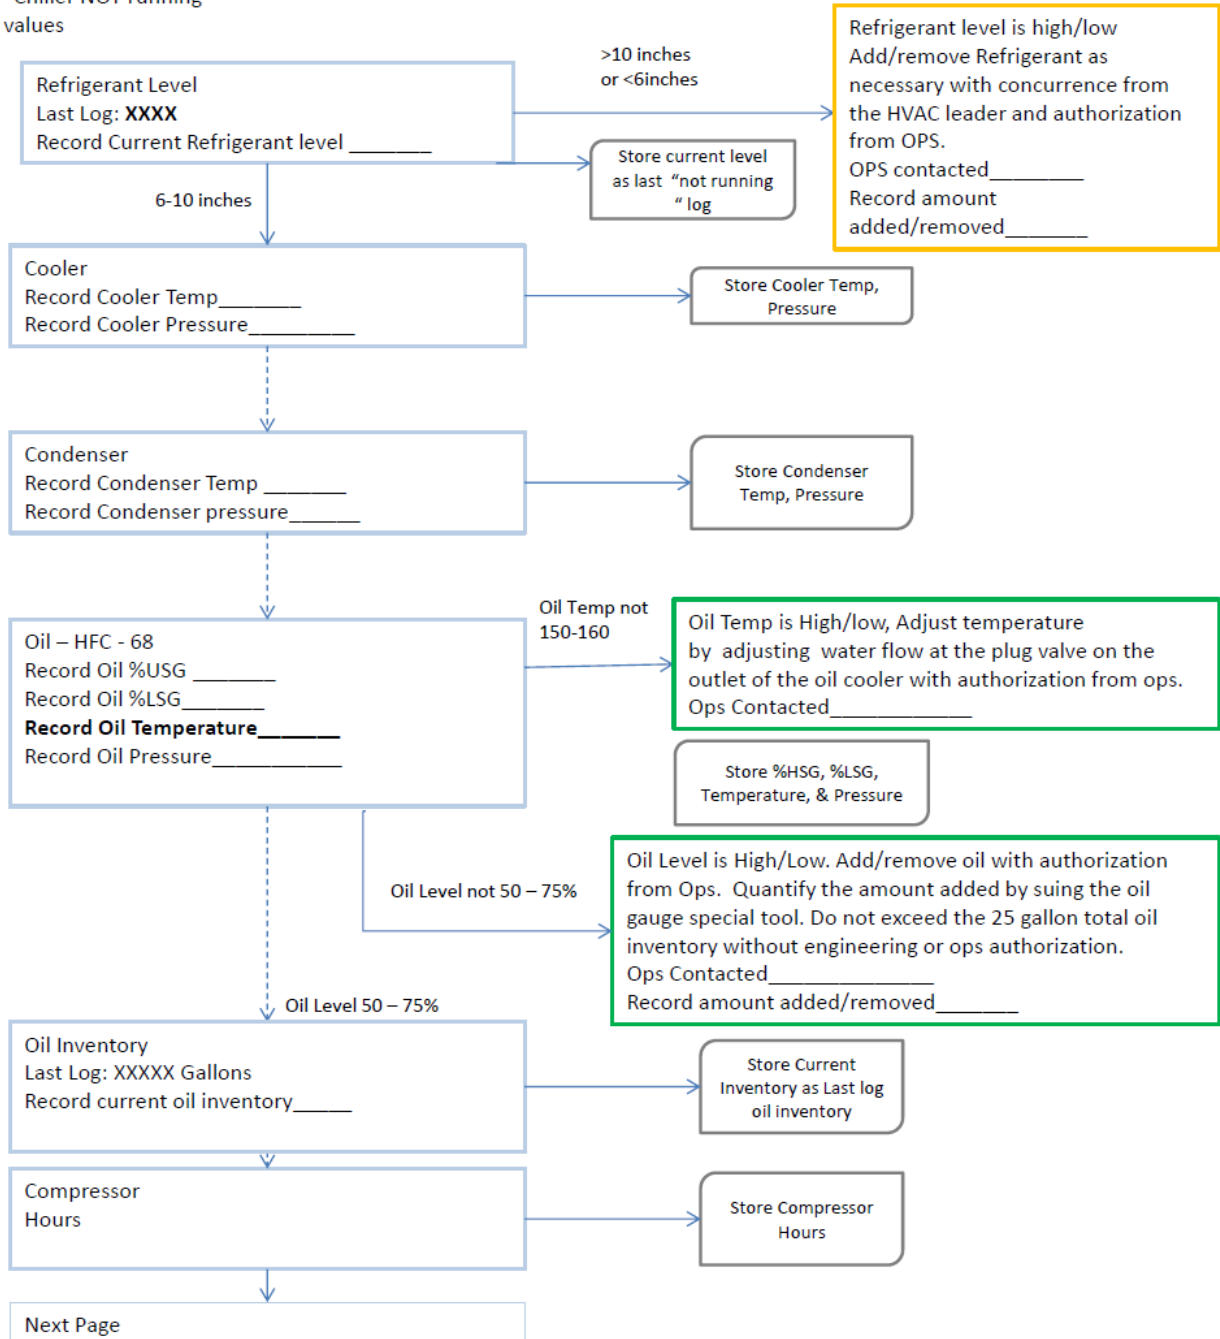 Chiller NOT running
values
>10 inches
or <6inches
Refrigerant Level
Last Log: XXXX
Record Current Refrigerant level _______
Refrigerant level is high/low
Add/remove Refrigerant as
necessary with concurrence from
the HVAC leader and authorization
from OPS.
OPS contacted________
Record amount
added/removed_______
Store current level
as last “not running
“ log
6-10 inches
Cooler
Record Cooler Temp_______
Record Cooler Pressure_________
Store Cooler Temp,
Pressure
Condenser
Record Condenser Temp _______
Record Condenser pressure______
Store Condenser
Temp, Pressure
Oil Temp not
150-160
Oil – HFC - 68
Record Oil %USG _______
Record Oil %LSG_______
Record Oil Temperature_______
Record Oil Pressure___________
Oil Temp is High/low, Adjust temperature
by adjusting water flow at the plug valve on the
outlet of the oil cooler with authorization from ops.
Ops Contacted____________
Store %HSG, %LSG,
Temperature, & Pressure
Oil Level not 50 – 75%
Oil Level is High/Low. Add/remove oil with authorization
from Ops. Quantify the amount added by suing the oil
gauge special tool. Do not exceed the 25 gallon total oil
inventory without engineering or ops authorization.
Ops Contacted______________
Record amount added/removed_______
Oil Level 50 – 75%
Oil Inventory
Last Log: XXXXX Gallons
Record current oil inventory_____
Store Current
Inventory as Last log
oil inventory
Compressor
Hours
Store Compressor
Hours
Next Page